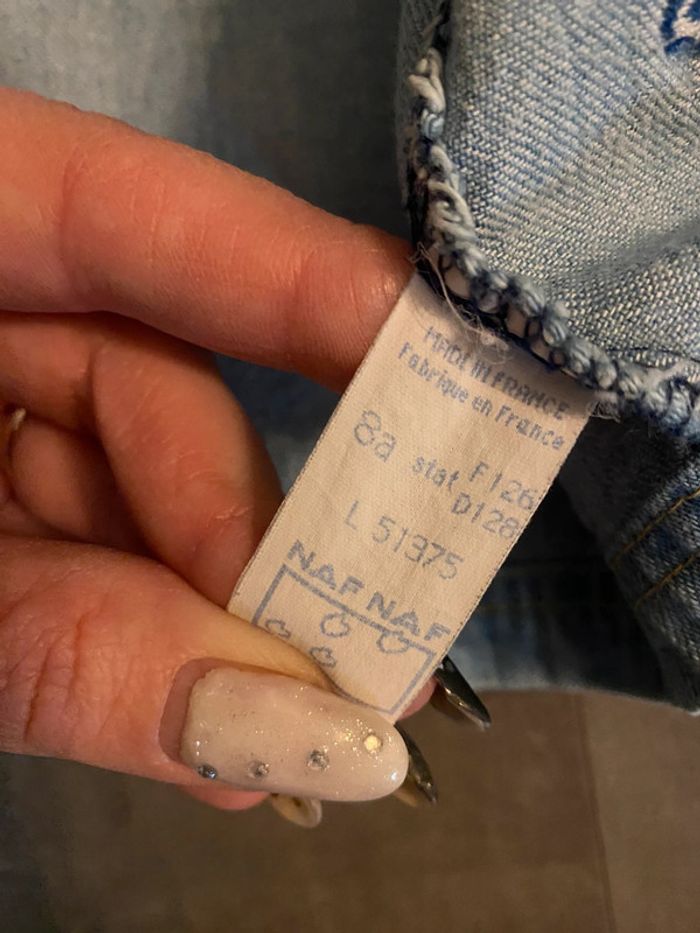 MADE IN FRANCE
Fabriqué en France
8a stat F126
D128
L 51375
NAF NAF